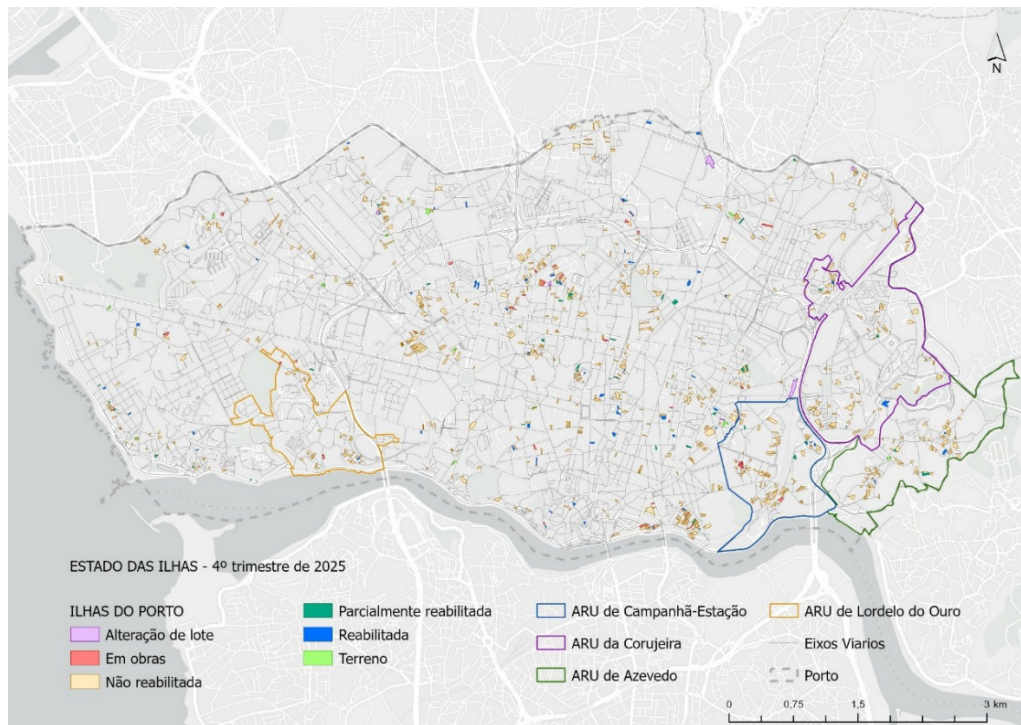 N
ESTADO DAS ILHAS - 4º trimestre de 2025
ILHAS DO PORTO
Alteração de lote
Em obras
Não reabilitada
Parcialmente reabilitada
Reabilitada
Terreno
ARU de Campanhã-Estação
ARU da Corujeira
ARU de Azevedo
ARU de Lordelo do Ouro
Eixos Viarios
Porto
0 0,75 1,5 3 km